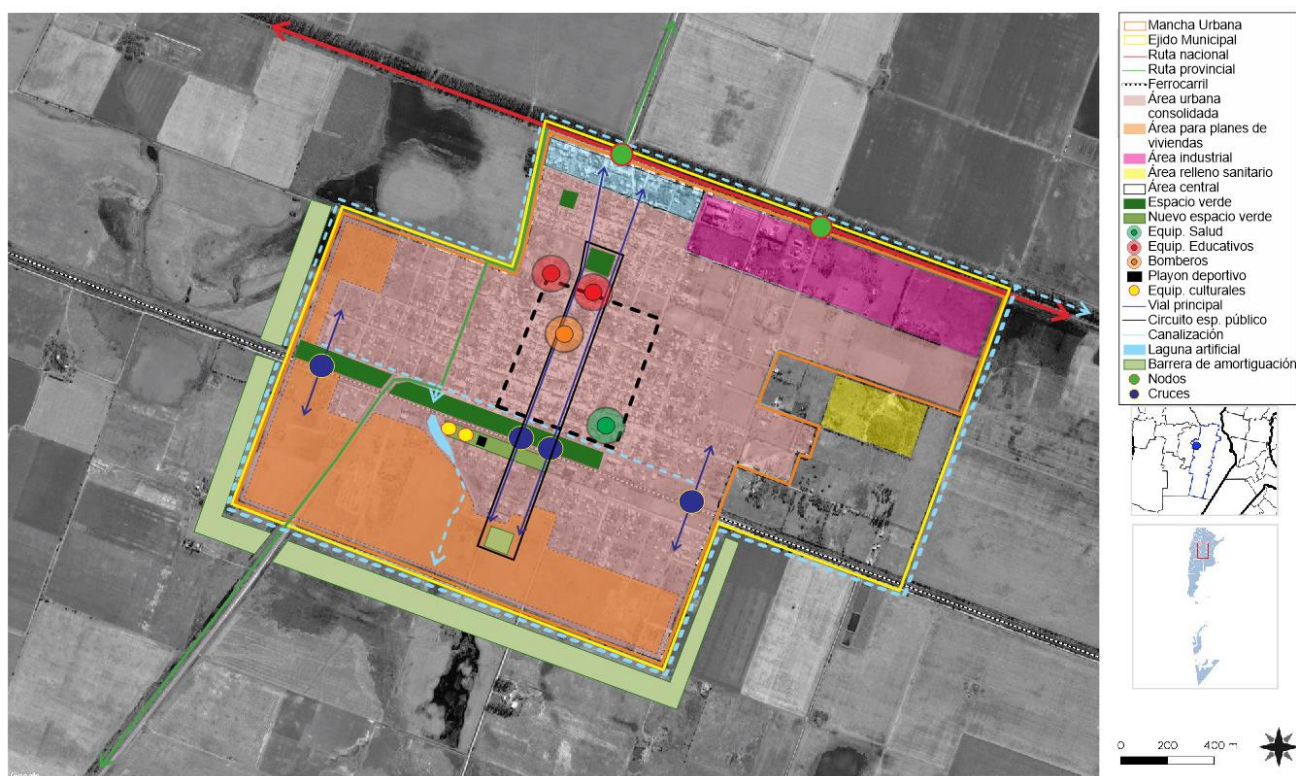 Mancha Urbana
Ejido Municipal
Ruta nacional
Ruta provincial
Ferrocarril
Área urbana
consolidada
Área para planes de
viviendas
Área industrial
Área relleno sanitario
Área central
Espacio verde
Nuevo espacio verde
Equip. Salud
Equip. Educativos
Bomberos
Playon deportivo
Equip. culturales
Vial principal
Circuito esp. público
Canalización
Laguna artificial
Barrera de amortiguación
Nodos
Cruces
0 200 400 m